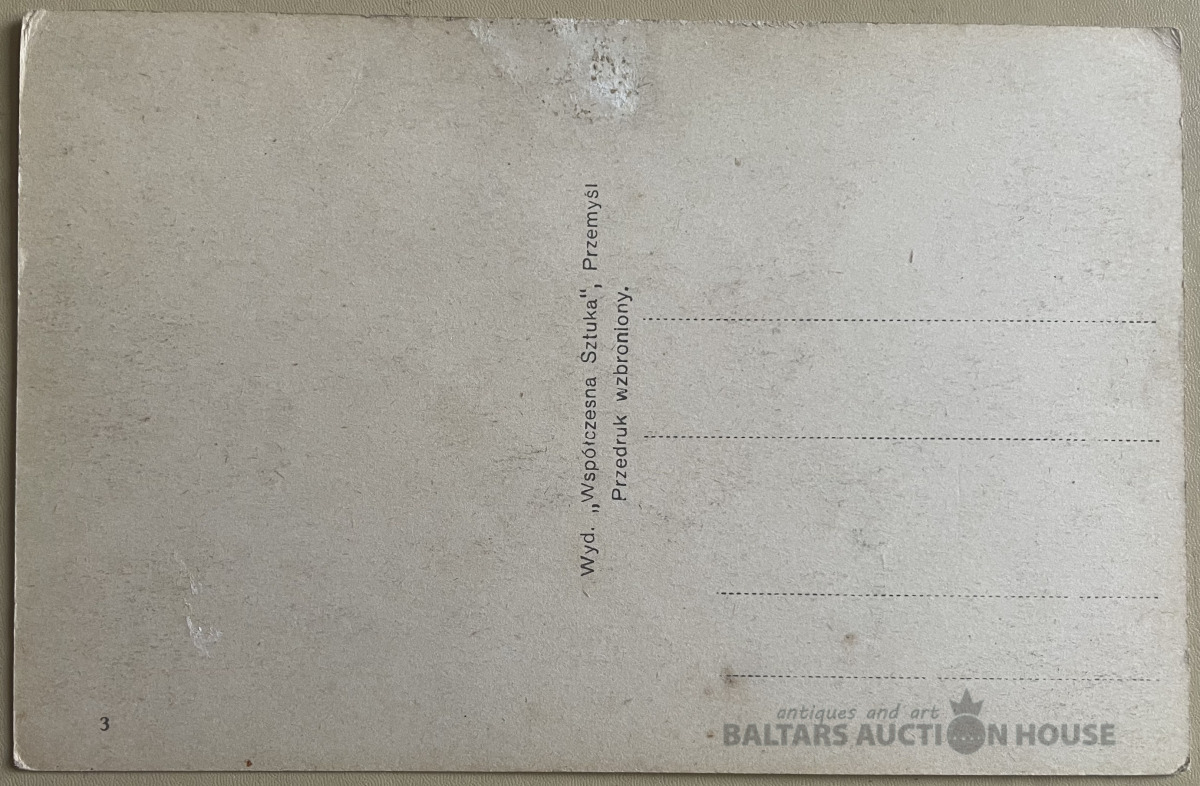 Wyd. „Współczesna Sztuka", Przemyśl
Przedruk wzbroniony.
3
antiques and art
BALTARS AUCTION HOUSE